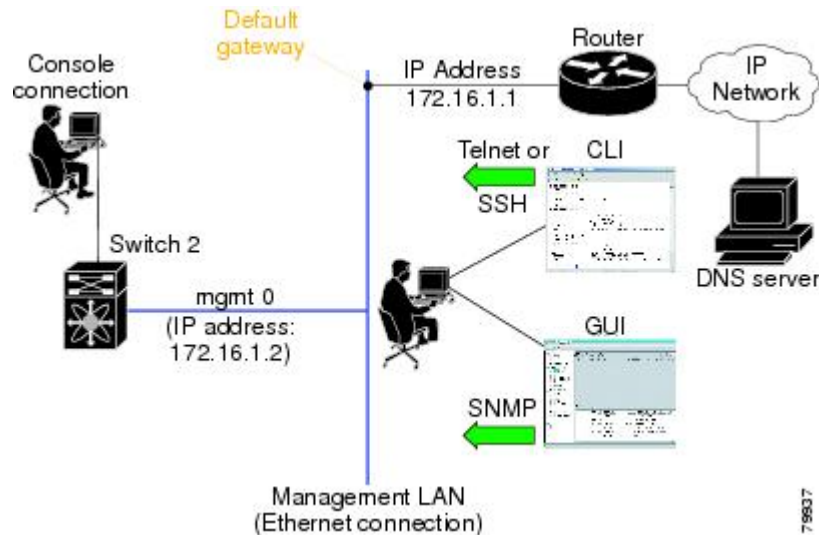 Default
gateway
Router
IP Address
172.16.1.1
IP
Network
Console
connection
Telnet or
SSH
CLI
Switch 2
DNS server
mgmt 0
(IP address:
172.16.1.2)
GUI
SNMP
Management LAN
(Ethernet connection)
79937